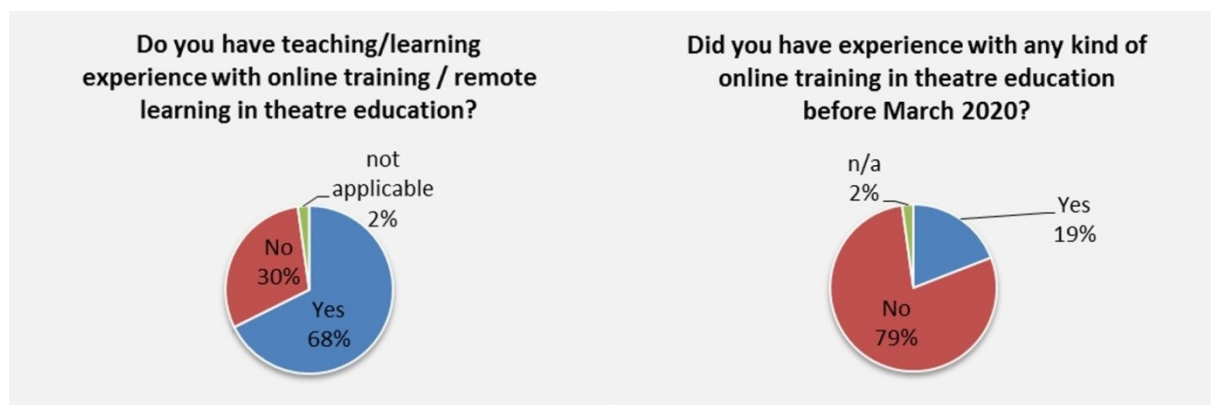 Do you have teaching/learning
experience with online training / remote
learning in theatre education?
not
applicable
2%
No
30%
Yes
68%
Did you have experience with any kind of
online training in theatre education
before March 2020?
n/a
2%
Yes
19%
No
79%